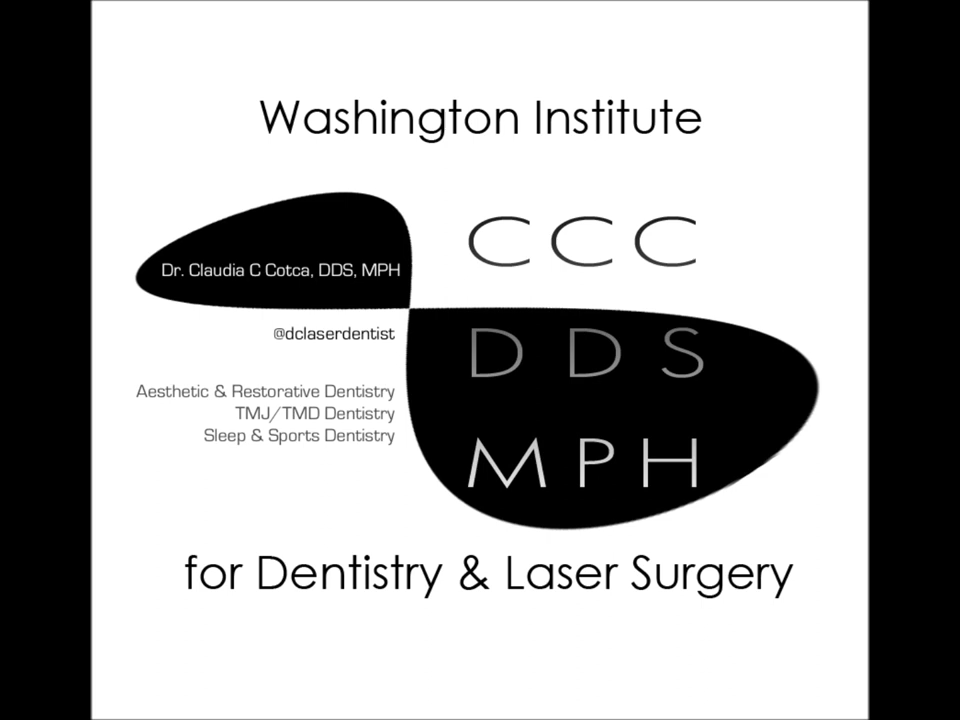 Washington Institute
CCC
Dr. Claudia C Cotca, DDS, MPH
@dclaserdentist
DDS
Aesthetic & Restorative Dentistry
TMJ/TMD Dentistry
Sleep & Sports Dentistry
MPH
for Dentistry & Laser Surgery